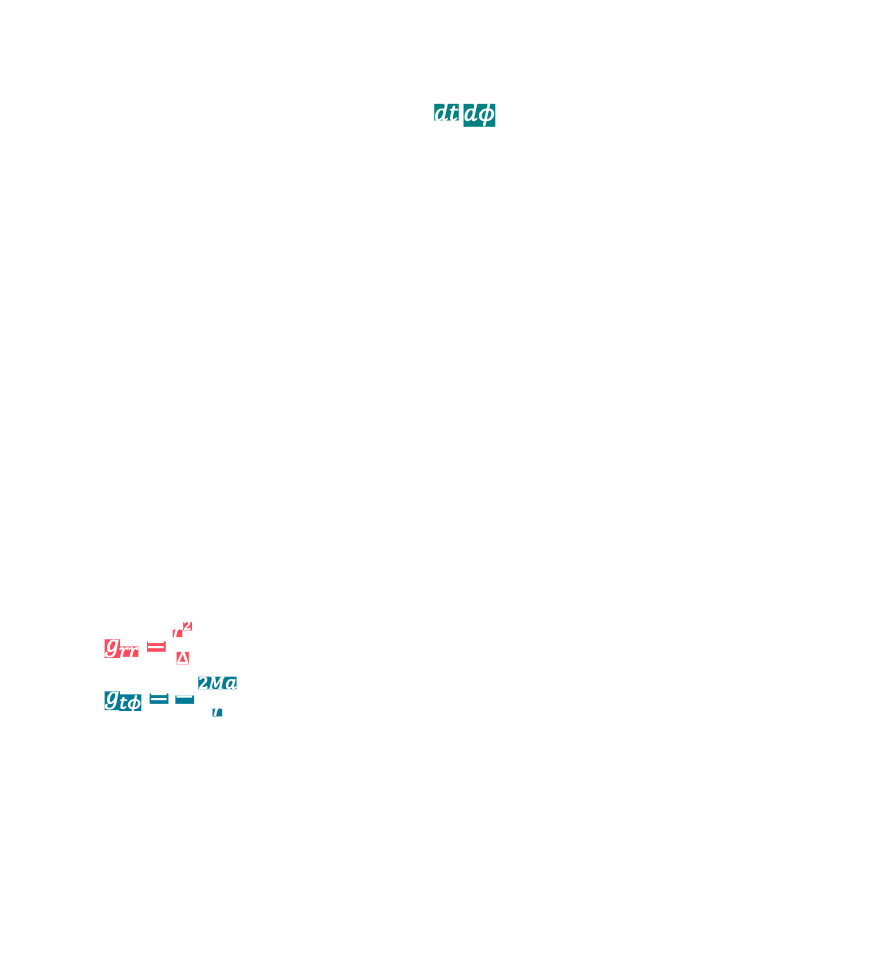 dt dϕ
g_rr = r²/Δ
g_tϕ = − 2Ma/r